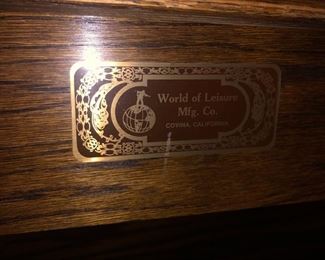 World of Leisure
Mfg. Co.
COVINA, CALIFORNIA